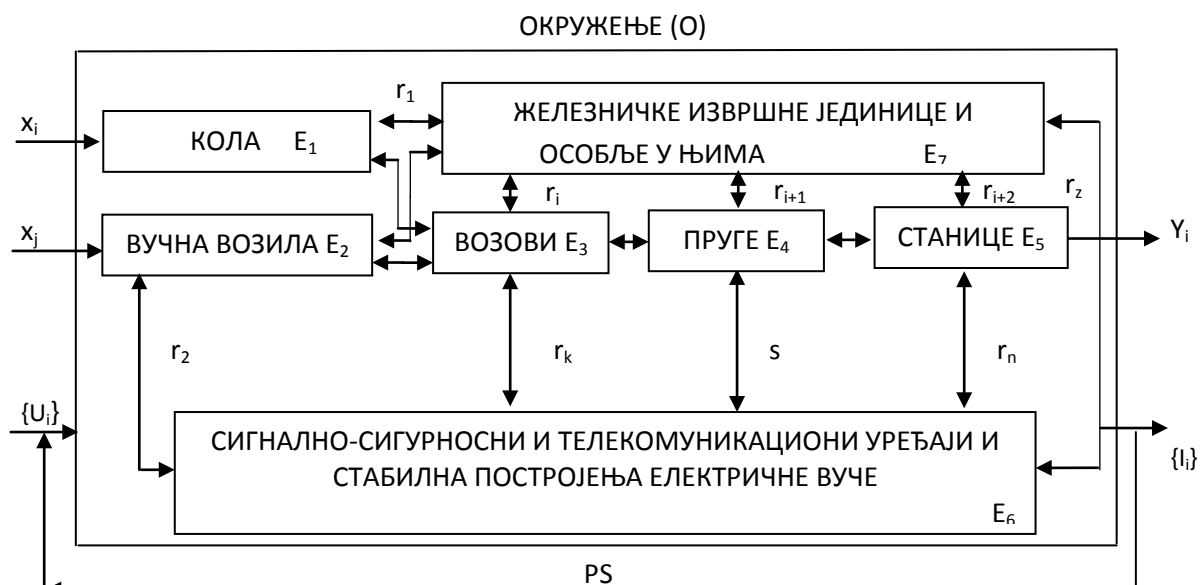 ОКРУЖЕЊЕ (О)
r₁
ЖЕЛЕЗНИЧКЕ ИЗВРШНЕ ЈЕДИНИЦЕ И
xᵢ
КОЛА E₁
ОСОБЉЕ У ЊИМА E₇
rᵢ
rᵢ₊₁
rᵢ₊₂
r_z
xⱼ
ВУЧНА ВОЗИЛА E₂
ВОЗОВИ E₃
ПРУГЕ E₄
СТАНИЦЕ E₅
Yᵢ
r₂
rₖ
s
rₙ
{Uᵢ}
СИГНАЛНО-СИГУРНОСНИ И ТЕЛЕКОМУНИКАЦИОНИ УРЕЂАЈИ И
{Iᵢ}
СТАБИЛНА ПОСТРОЈЕЊА ЕЛЕКТРИЧНЕ ВУЧЕ
E₆
PS